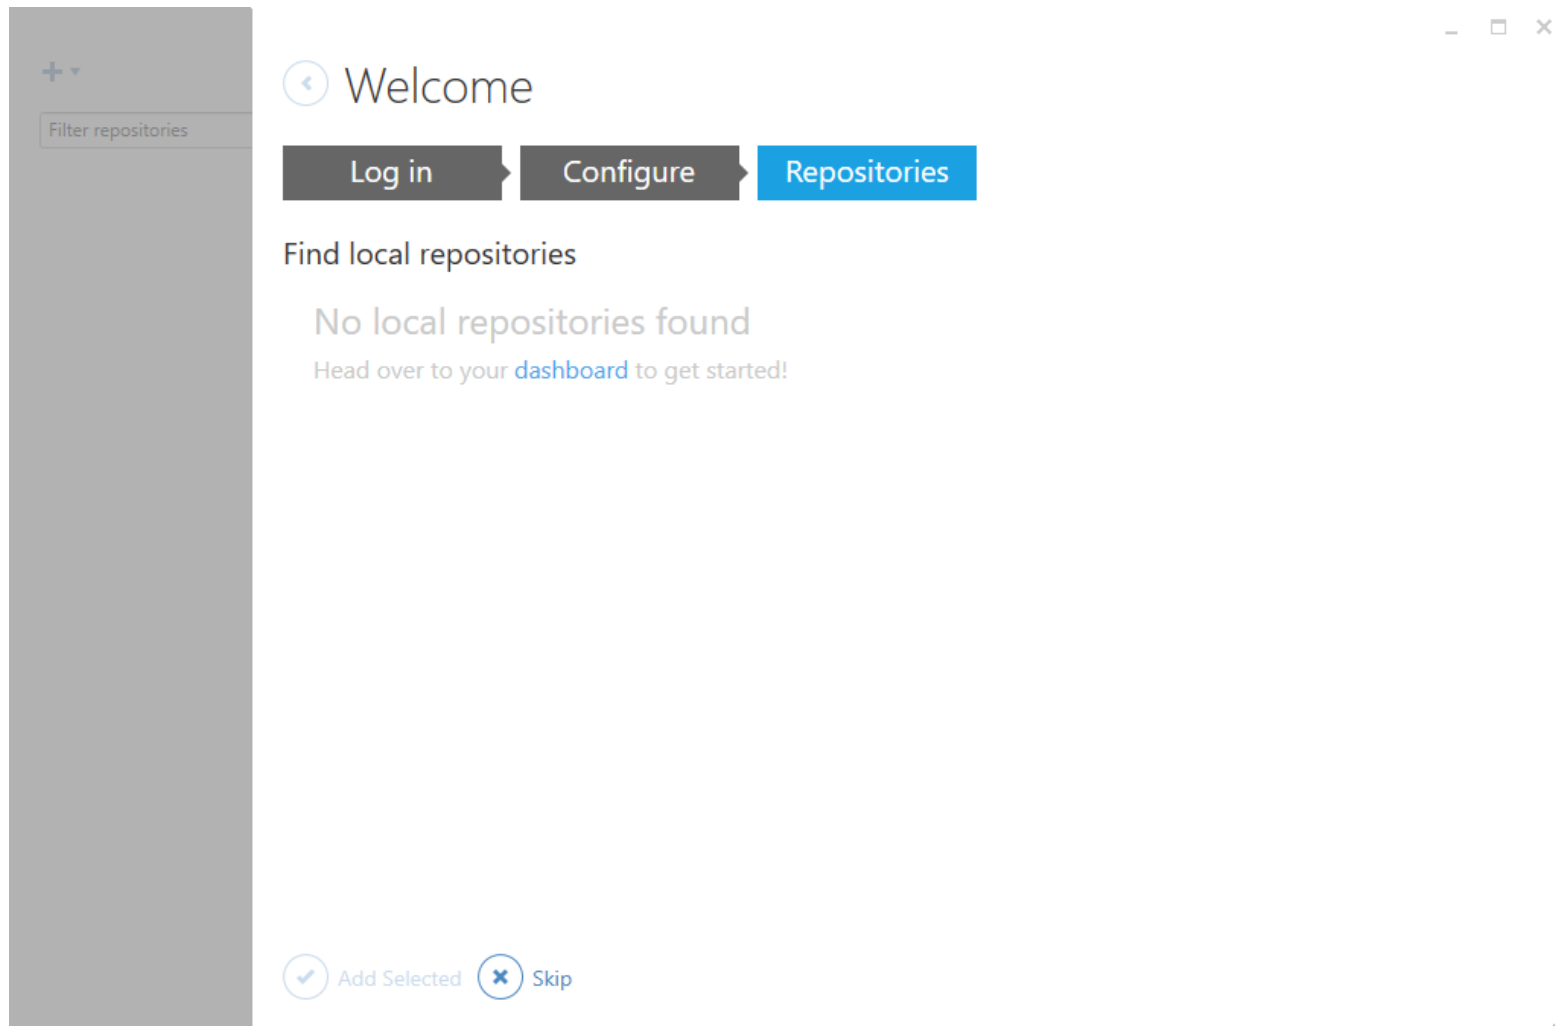 Filter repositories
Welcome
Log in
Configure
Repositories
Find local repositories
No local repositories found
Head over to your dashboard to get started!
Add Selected
Skip